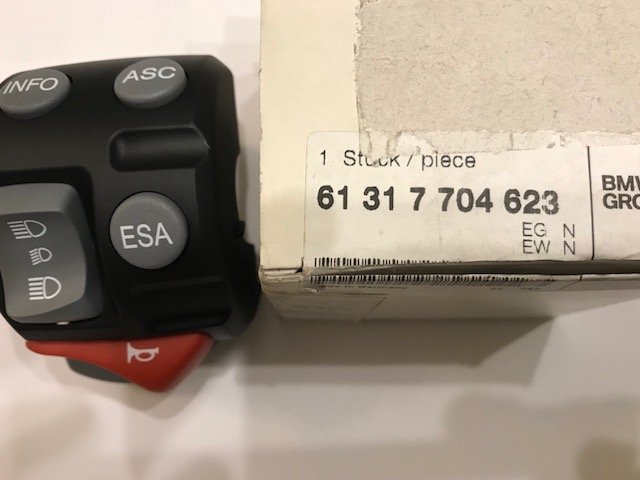 INFO
ASC
ESA
1 Stück / piece
61 31 7 704 623
EG N
EW N
BMW
GRO